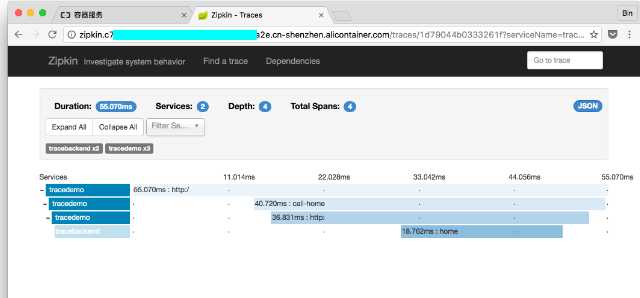 容器服务
Zipkin - Traces
Bin
zipkin.c7
a2e.cn-shenzhen.alicontainer.com/traces/1d79044b0333261f?serviceName=trac...
Zipkin Investigate system behavior Find a trace Dependencies Go to trace
Duration: 55.070ms Services: 2 Depth: 4 Total Spans: 4 JSON
Expand All Collapse All Filter Se...
tracebackend x2 tracedemo x3
Services 11.014ms 22.028ms 33.042ms 44.056ms 55.070ms
- tracedemo 55.070ms : http:/
- tracedemo 40.720ms : call-home
- tracedemo 36.831ms : http:
tracebackend 18.762ms : home